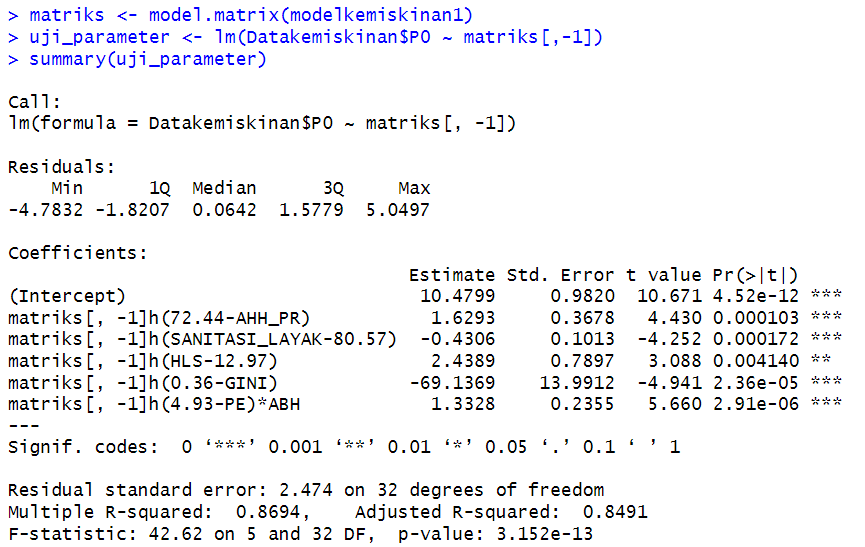 > matriks <- model.matrix(modelkemiskinan1)
> uji_parameter <- lm(Datakemiskinan$P0 ~ matriks[,-1])
> summary(uji_parameter)

Call:
lm(formula = Datakemiskinan$P0 ~ matriks[, -1])

Residuals:
    Min      1Q  Median      3Q     Max
-4.7832 -1.8207  0.0642  1.5779  5.0497

Coefficients:
                                  Estimate Std. Error t value Pr(>|t|)
(Intercept)                        10.4799     0.9820  10.671 4.52e-12 ***
matriks[, -1]h(72.44-AHH_PR)        1.6293     0.3678   4.430 0.000103 ***
matriks[, -1]h(SANITASI_LAYAK-80.57)  -0.4306     0.1013  -4.252 0.000172 ***
matriks[, -1]h(HLS-12.97)           2.4389     0.7897   3.088 0.004140 **
matriks[, -1]h(0.36-GINI)         -69.1369    13.9912  -4.941 2.36e-05 ***
matriks[, -1]h(4.93-PE)*ABH         1.3328     0.2355   5.660 2.91e-06 ***
---
Signif. codes:  0 ‘***’ 0.001 ‘**’ 0.01 ‘*’ 0.05 ‘.’ 0.1 ‘ ’ 1

Residual standard error: 2.474 on 32 degrees of freedom
Multiple R-squared:  0.8694,    Adjusted R-squared:  0.8491
F-statistic: 42.62 on 5 and 32 DF,  p-value: 3.152e-13